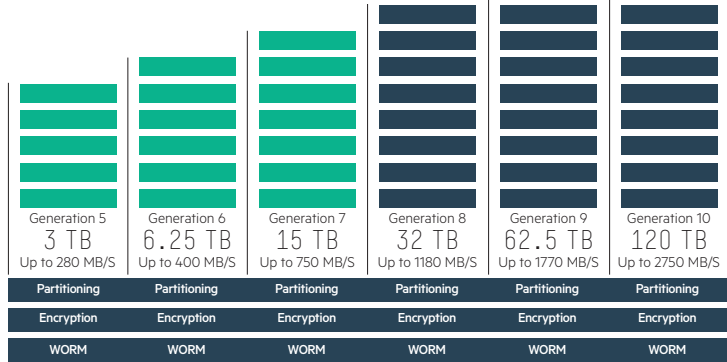 Generation 5 Generation 6 Generation 7 Generation 8 Generation 9 Generation 10
3 TB 6.25 TB 15 TB 32 TB 62.5 TB 120 TB
Up to 280 MB/S Up to 400 MB/S Up to 750 MB/S Up to 1180 MB/S Up to 1770 MB/S Up to 2750 MB/S
Partitioning Partitioning Partitioning Partitioning Partitioning Partitioning
Encryption Encryption Encryption Encryption Encryption Encryption
WORM WORM WORM WORM WORM WORM